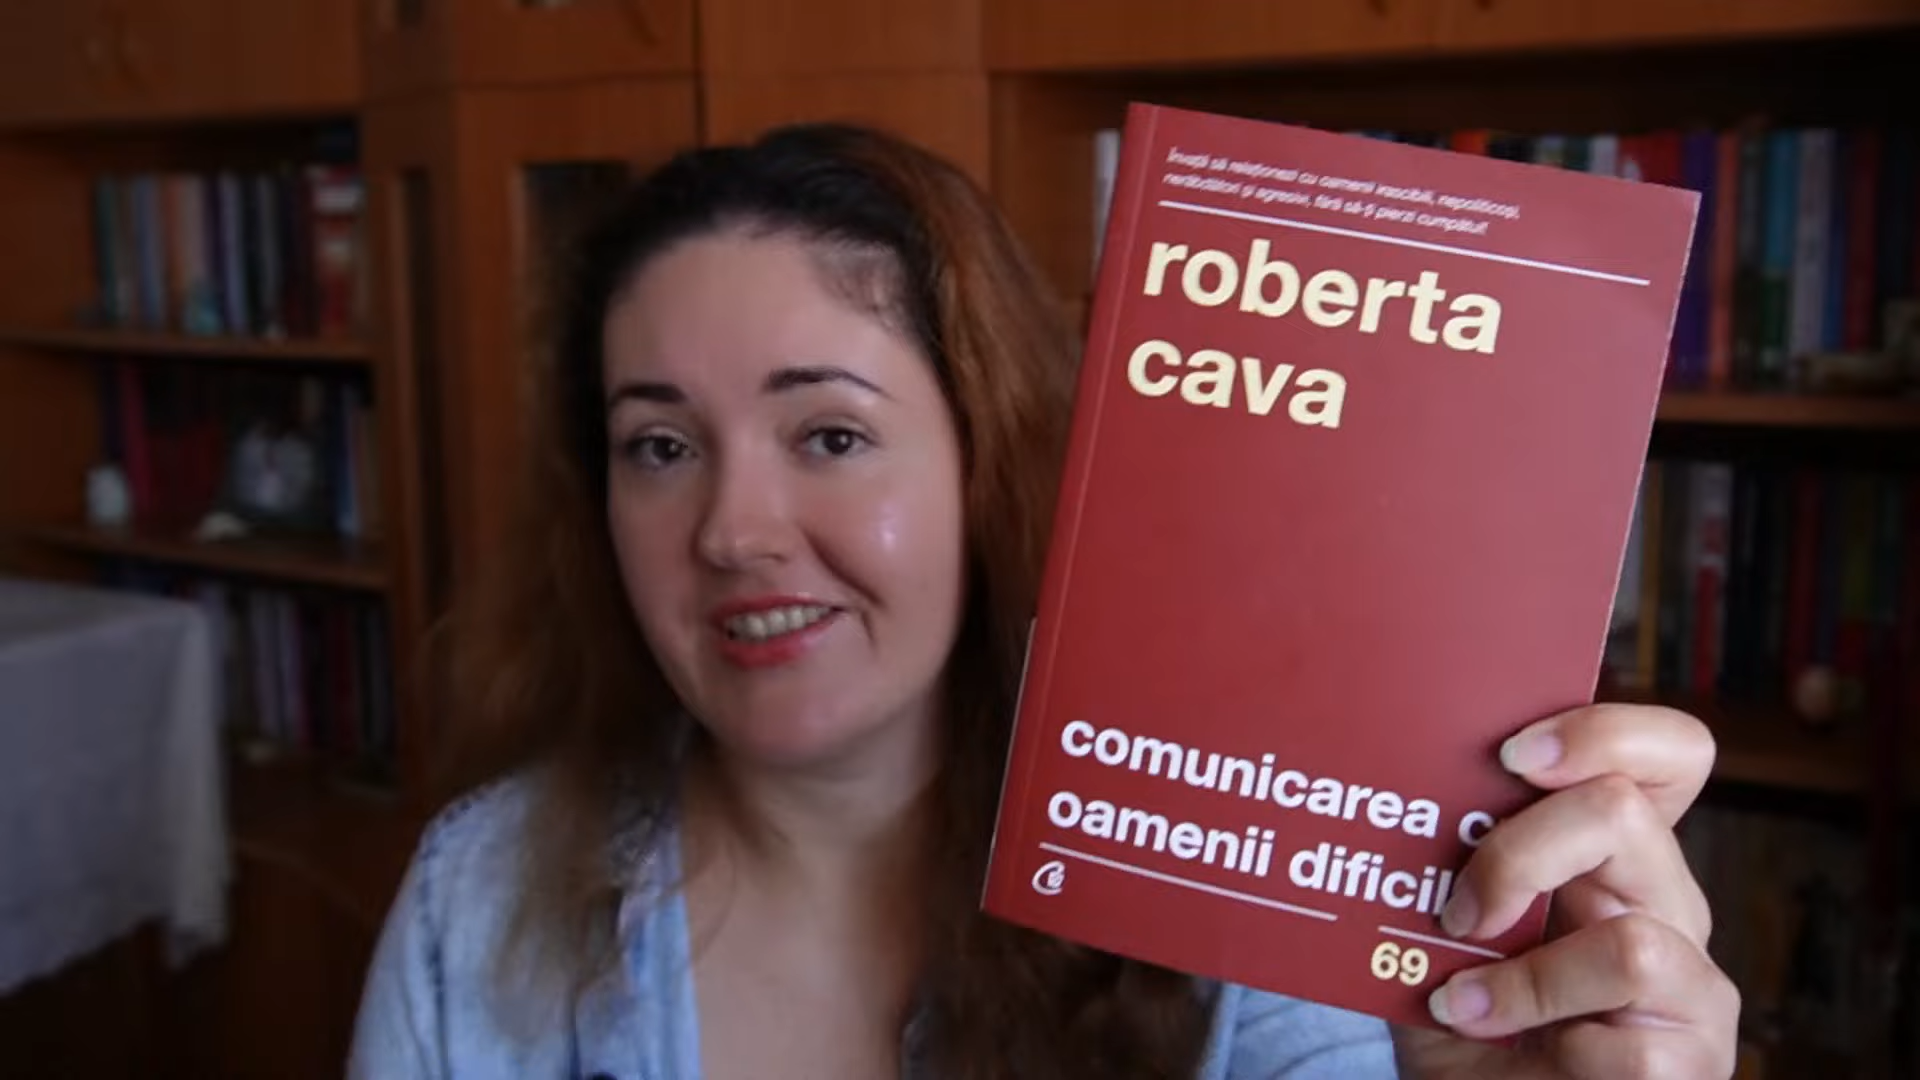 Învață să relaționezi cu oamenii irascibili, nepoliticoși,
nerăbdători și agresivi, fără să-ți pierzi cumpătul!
roberta
cava
comunicarea c
oamenii dificil
69